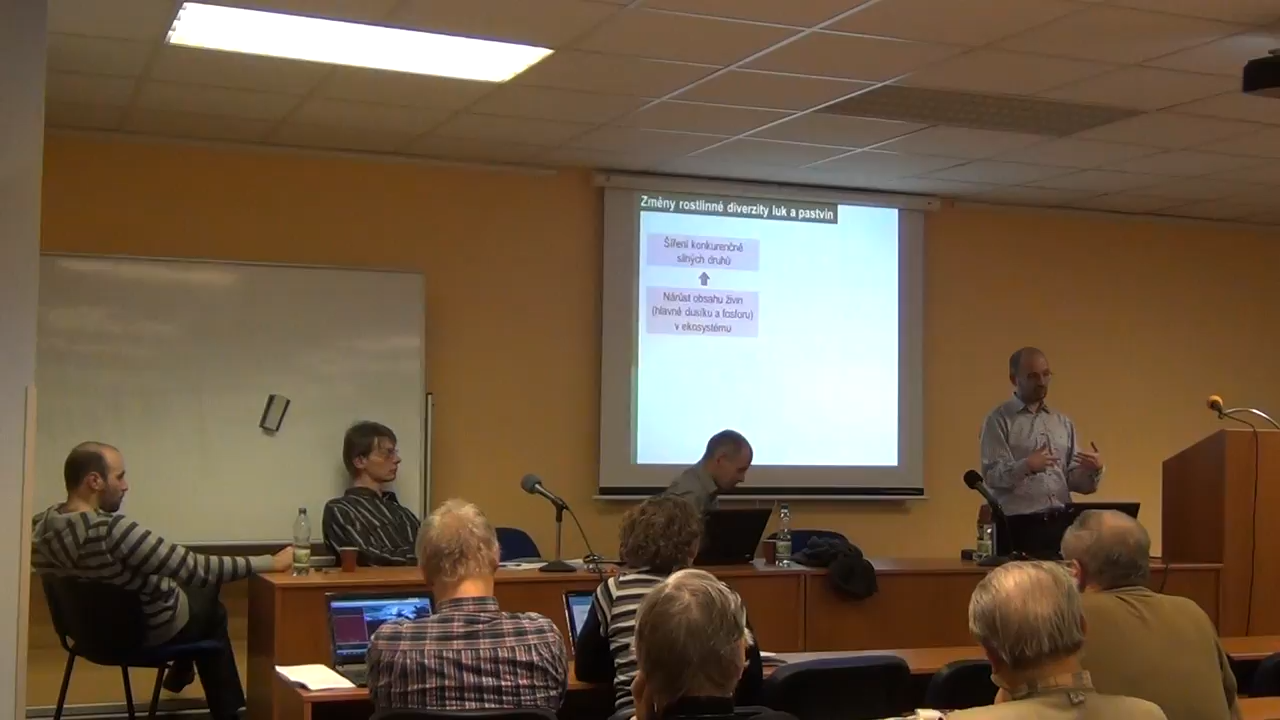 Změny rostlinné diverzity luk a pastvin
Šíření konkurenčně
silných druhů
Nárůst obsahu živin
(hlavně dusíku a fosforu)
v ekosystému